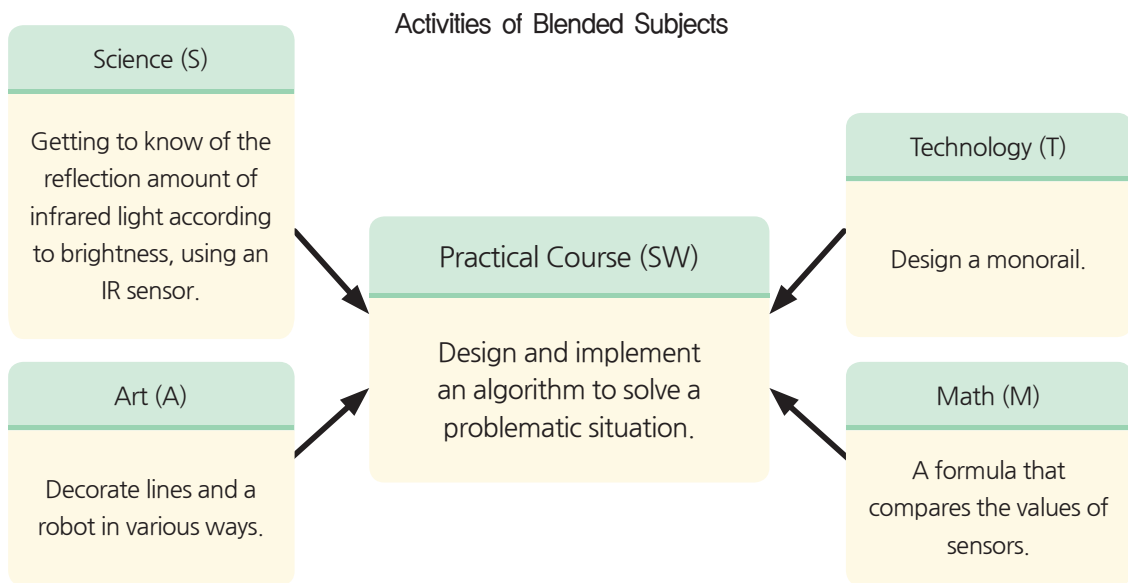 Activities of Blended Subjects
Science (S)
Getting to know of the
reflection amount of
infrared light according
to brightness, using an
IR sensor.
Technology (T)
Design a monorail.
Practical Course (SW)
Design and implement
an algorithm to solve a
problematic situation.
Art (A)
Decorate lines and a
robot in various ways.
Math (M)
A formula that
compares the values of
sensors.